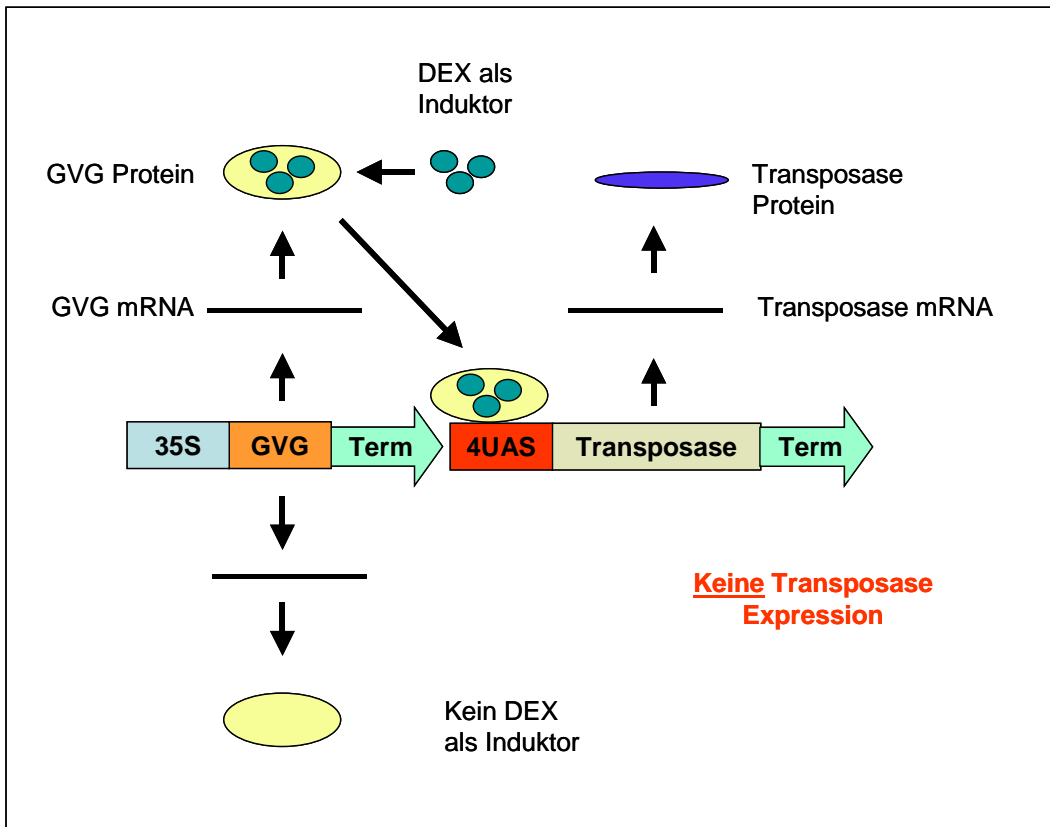 DEX als
Induktor
GVG Protein
Transposase
Protein
GVG mRNA
Transposase mRNA
35S GVG Term 4UAS Transposase Term
Keine Transposase
Expression
Kein DEX
als Induktor